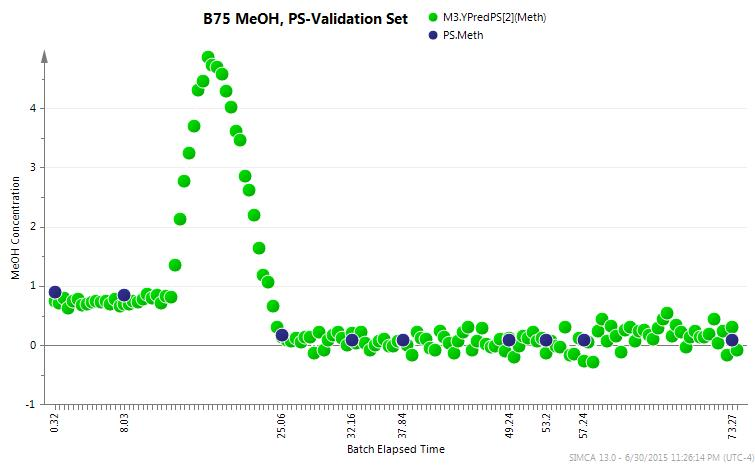 B75 MeOH, PS-Validation Set
M3.YPredPS[2](Meth)
PS.Meth
MeOH Concentration
4
3
2
1
0
-1
0.32
8.03
25.06
32.16
37.84
49.24
53.2
57.24
73.27
Batch Elapsed Time
SIMCA 13.0 - 6/30/2015 11:26:14 PM (UTC-4)